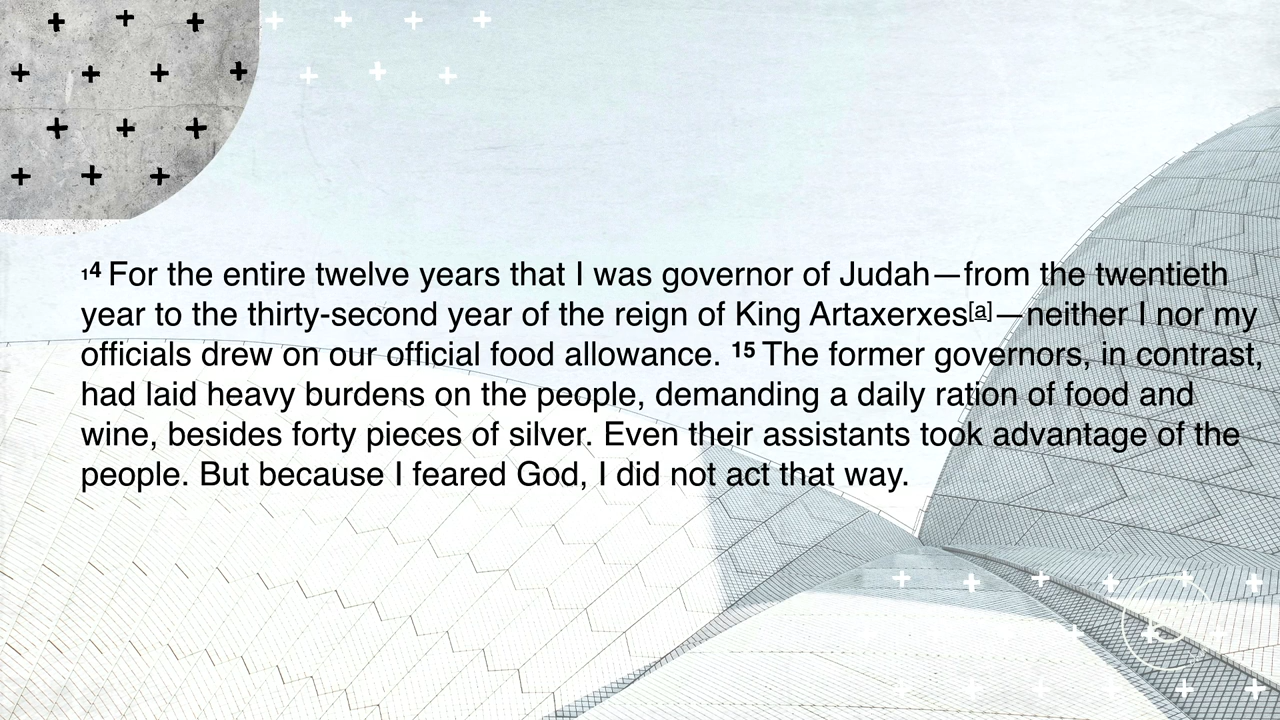 14 For the entire twelve years that I was governor of Judah—from the twentieth
year to the thirty-second year of the reign of King Artaxerxes[a]—neither I nor my
officials drew on our official food allowance. 15 The former governors, in contrast,
had laid heavy burdens on the people, demanding a daily ration of food and
wine, besides forty pieces of silver. Even their assistants took advantage of the
people. But because I feared God, I did not act that way.